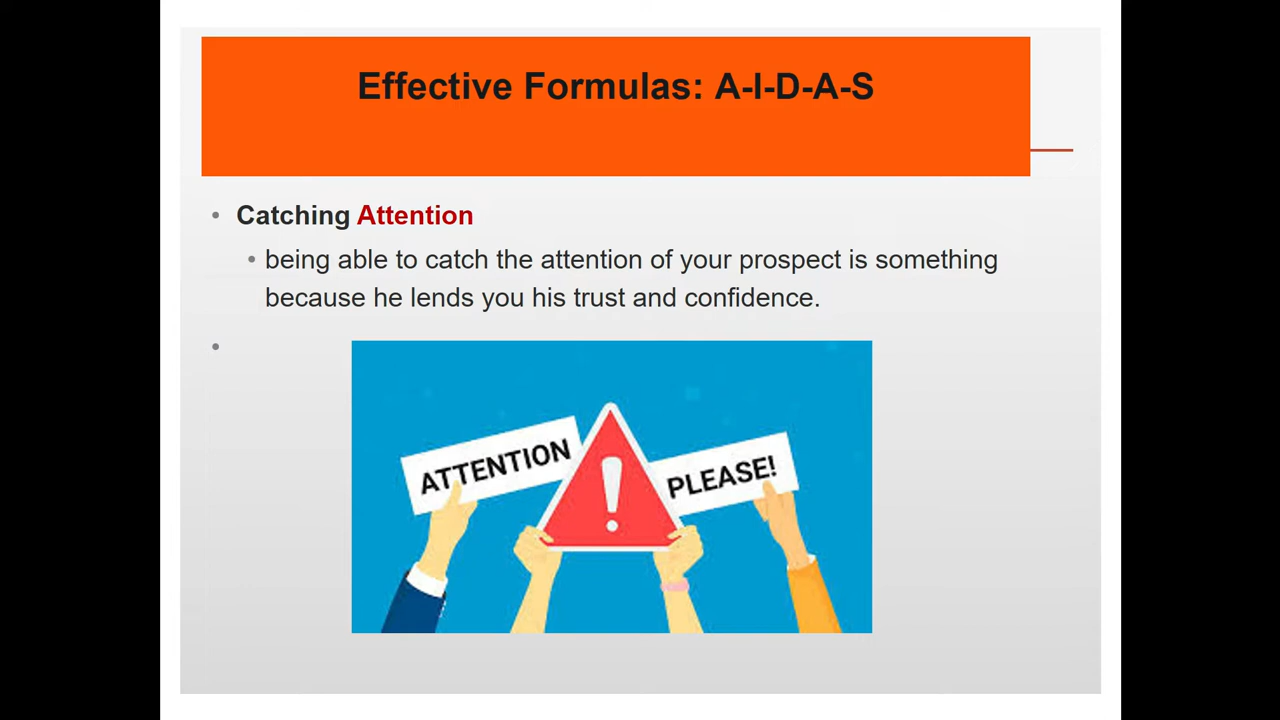 Effective Formulas: A-I-D-A-S
• Catching Attention
• being able to catch the attention of your prospect is something
because he lends you his trust and confidence.
•
ATTENTION
!
PLEASE!